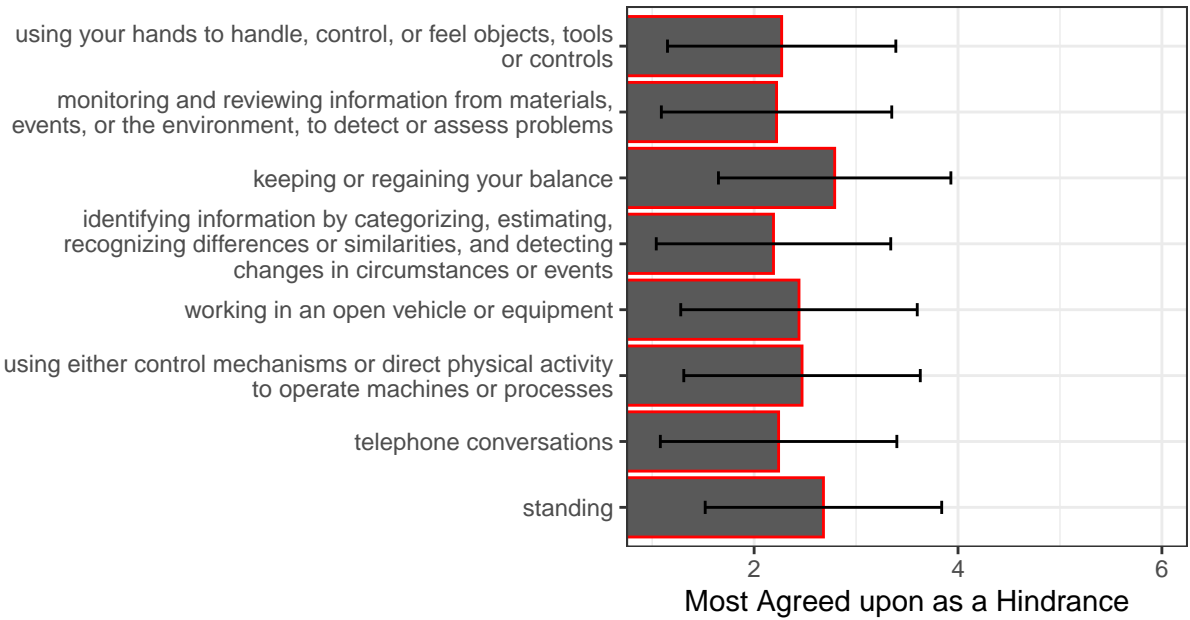 using your hands to handle, control, or feel objects, tools
or controls
monitoring and reviewing information from materials,
events, or the environment, to detect or assess problems
keeping or regaining your balance
identifying information by categorizing, estimating,
recognizing differences or similarities, and detecting
changes in circumstances or events
working in an open vehicle or equipment
using either control mechanisms or direct physical activity
to operate machines or processes
telephone conversations
standing
2 4 6
Most Agreed upon as a Hindrance